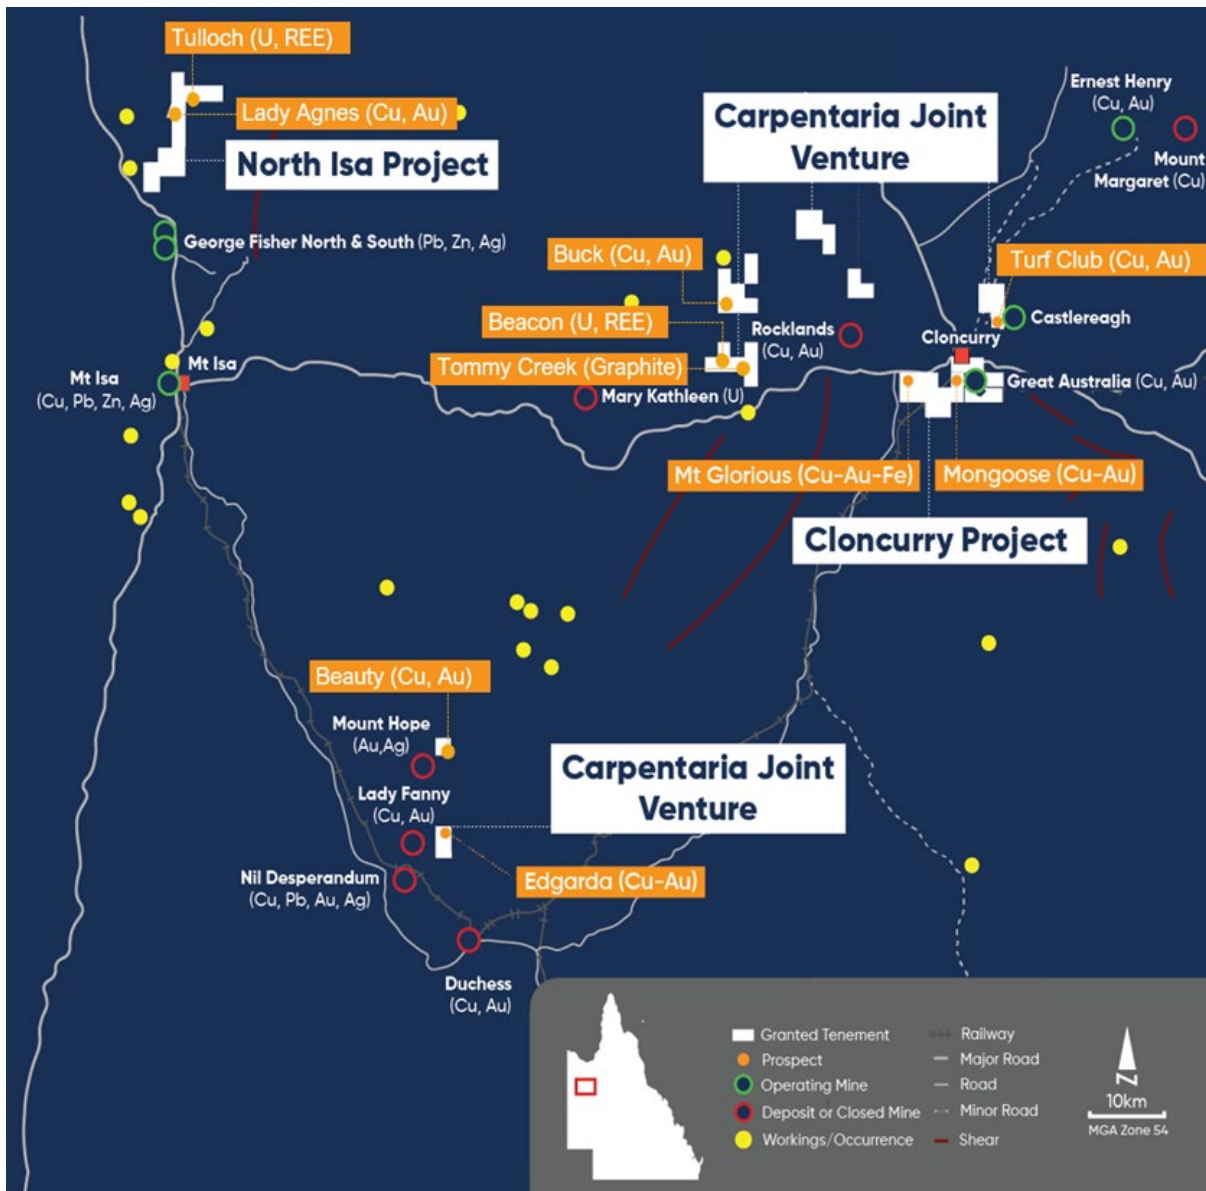 Tulloch (U, REE)
Lady Agnes (Cu, Au)
North Isa Project
George Fisher North & South (Pb, Zn, Ag)
Mt Isa
Mt Isa
(Cu, Pb, Zn, Ag)
Carpentaria Joint
Venture
Ernest Henry
(Cu, Au)
Mount
Margaret (Cu)
Buck (Cu, Au)
Turf Club (Cu, Au)
Beacon (U, REE)
Rocklands
(Cu, Au)
Castlereagh
Cloncurry
Tommy Creek (Graphite)
Mary Kathleen (U)
Great Australia (Cu, Au)
Mt Glorious (Cu-Au-Fe)
Mongoose (Cu-Au)
Cloncurry Project
Beauty (Cu, Au)
Mount Hope
(Au,Ag)
Carpentaria Joint
Venture
Lady Fanny
(Cu, Au)
Nil Desperandum
(Cu, Pb, Au, Ag)
Edgarda (Cu-Au)
Duchess
(Cu, Au)
Granted Tenement
Prospect
Operating Mine
Deposit or Closed Mine
Workings/Occurrence
Railway
Major Road
Road
Minor Road
Shear
N
10km
MGA Zone 54